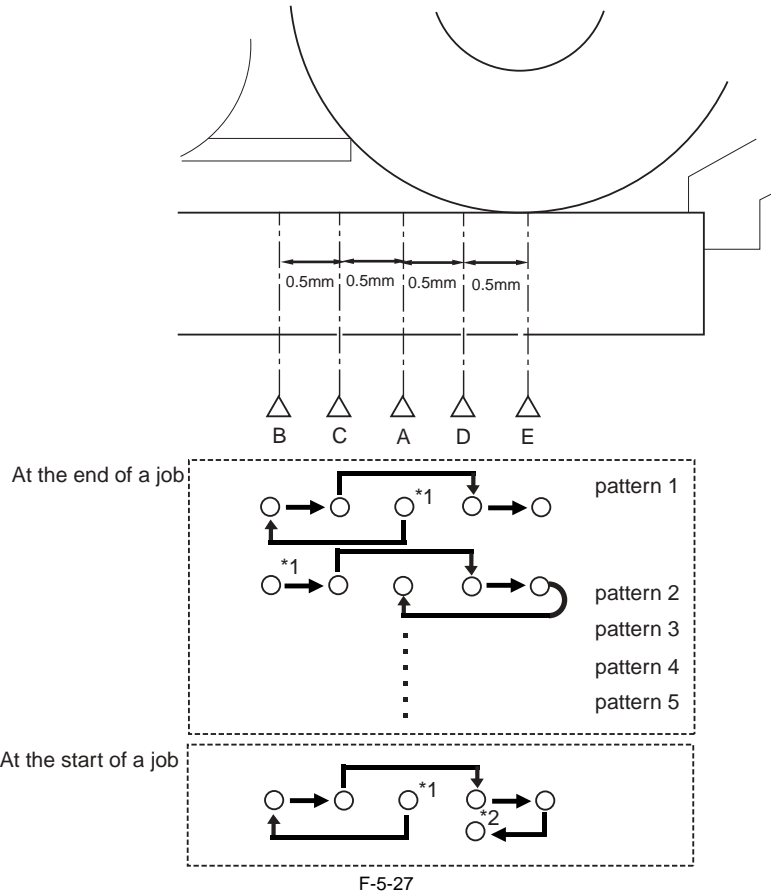 0.5mm 0.5mm 0.5mm 0.5mm
B C A D E
At the end of a job
*1
pattern 1
*1
pattern 2
pattern 3
pattern 4
pattern 5
At the start of a job
*1
*2
F-5-27